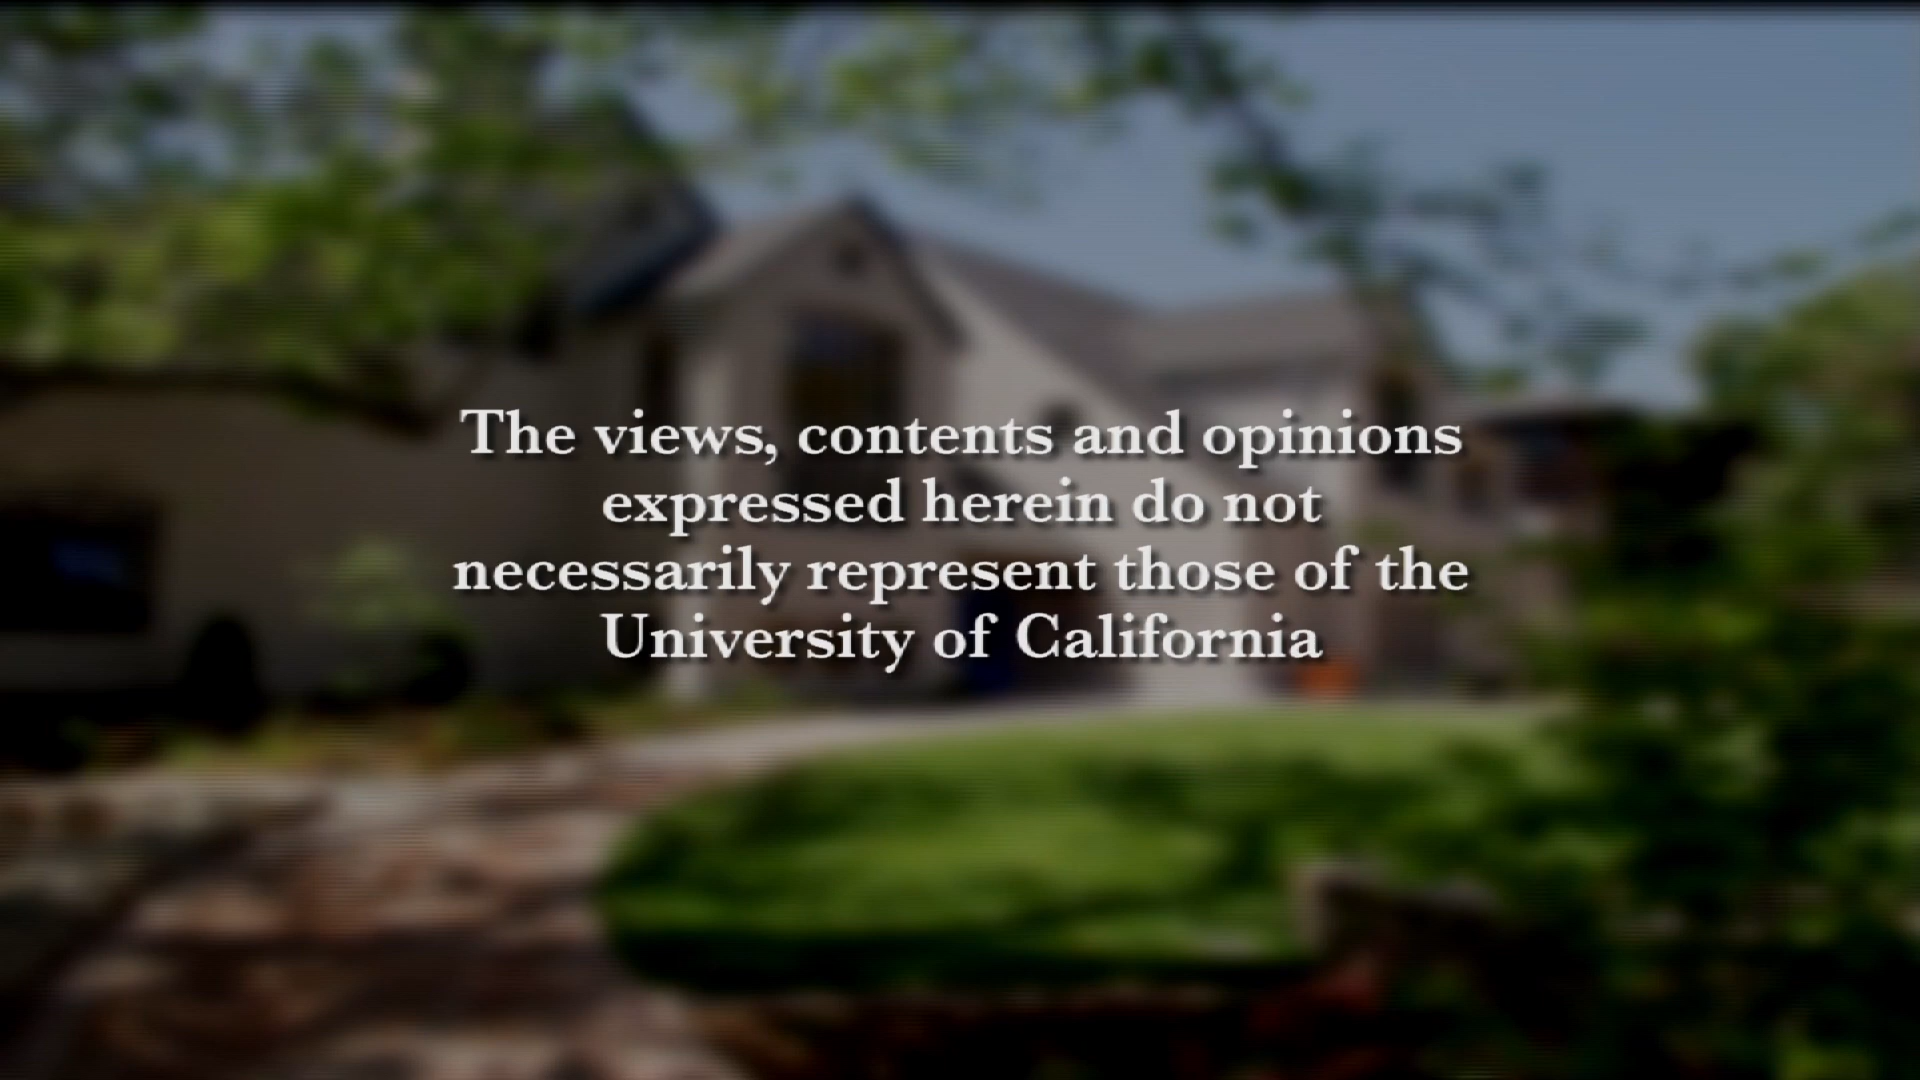 The views, contents and opinions
expressed herein do not
necessarily represent those of the
University of California